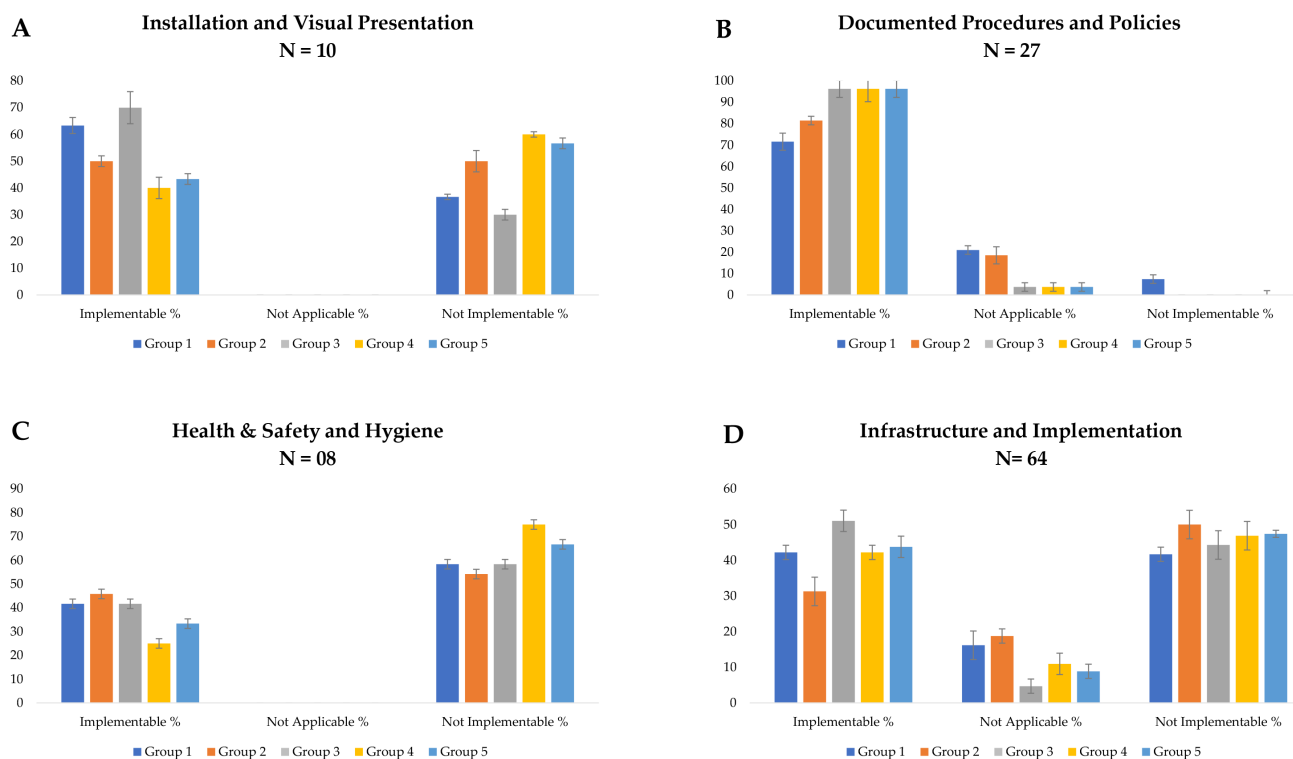 A
Installation and Visual Presentation
N = 10
80
70
60
50
40
30
20
10
0
Implementable %
Not Applicable %
Not Implementable %
Group 1 Group 2 Group 3 Group 4 Group 5
B
Documented Procedures and Policies
N = 27
100
90
80
70
60
50
40
30
20
10
0
Implementable %
Not Applicable %
Not Implementable %
Group 1 Group 2 Group 3 Group 4 Group 5
C
Health & Safety and Hygiene
N = 08
90
80
70
60
50
40
30
20
10
0
Implementable %
Not Applicable %
Not Implementable %
Group 1 Group 2 Group 3 Group 4 Group 5
D
Infrastructure and Implementation
N= 64
60
50
40
30
20
10
0
Implementable %
Not Applicable %
Not Implementable %
Group 1 Group 2 Group 3 Group 4 Group 5